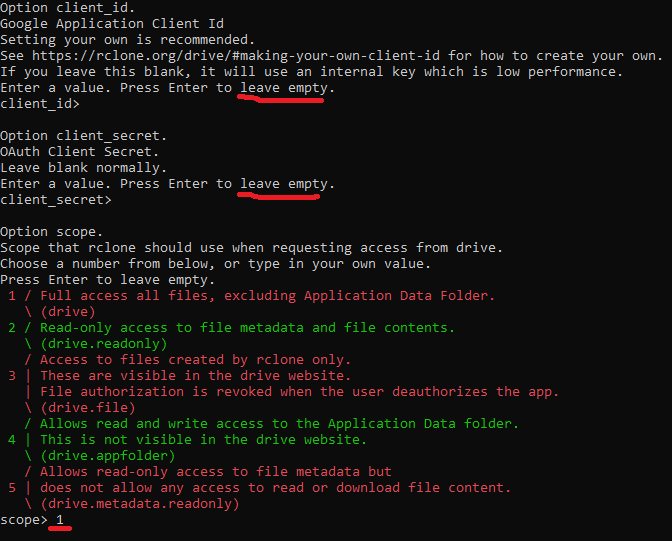 Option client_id.
Google Application Client Id
Setting your own is recommended.
See https://rclone.org/drive/#making-your-own-client-id for how to create your own.
If you leave this blank, it will use an internal key which is low performance.
Enter a value. Press Enter to leave empty.
client_id>
Option client_secret.
OAuth Client Secret.
Leave blank normally.
Enter a value. Press Enter to leave empty.
client_secret>
Option scope.
Scope that rclone should use when requesting access from drive.
Choose a number from below, or type in your own value.
Press Enter to leave empty.
 1 / Full access all files, excluding Application Data Folder.
   \ (drive)
 2 / Read-only access to file metadata and file contents.
   \ (drive.readonly)
   / Access to files created by rclone only.
 3 | These are visible in the drive website.
   | File authorization is revoked when the user deauthorizes the app.
   \ (drive.file)
   / Allows read and write access to the Application Data folder.
 4 | This is not visible in the drive website.
   \ (drive.appfolder)
   / Allows read-only access to file metadata but
 5 | does not allow any access to read or download file content.
   \ (drive.metadata.readonly)
scope> 1